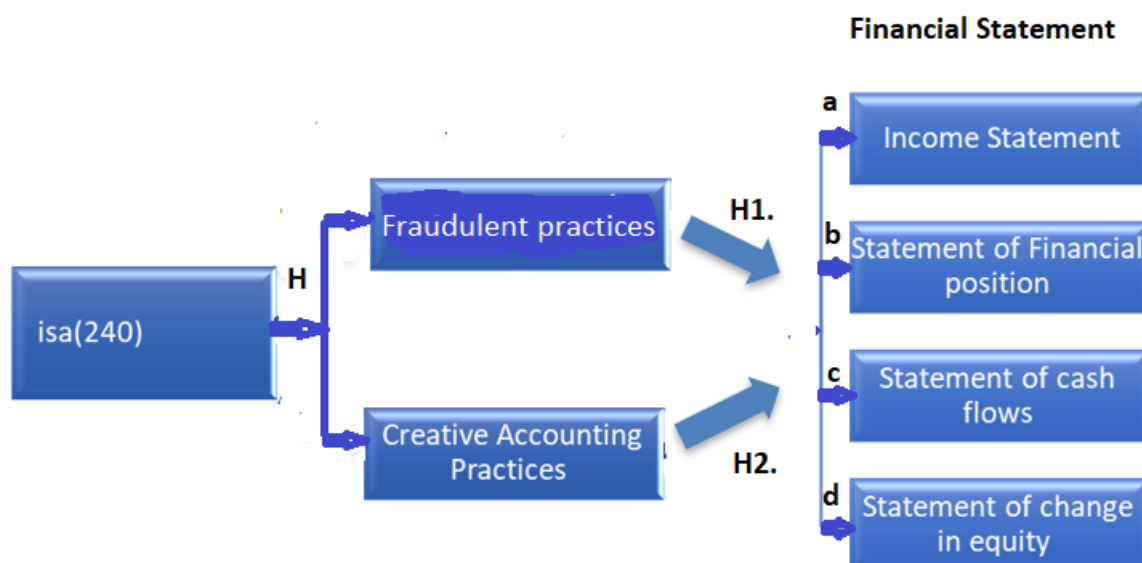 Financial Statement
a
Income Statement
Fraudulent practices
H1.
b
Statement of Financial
position
H
isa(240)
c
Statement of cash
flows
Creative Accounting
Practices
H2.
d
Statement of change
in equity